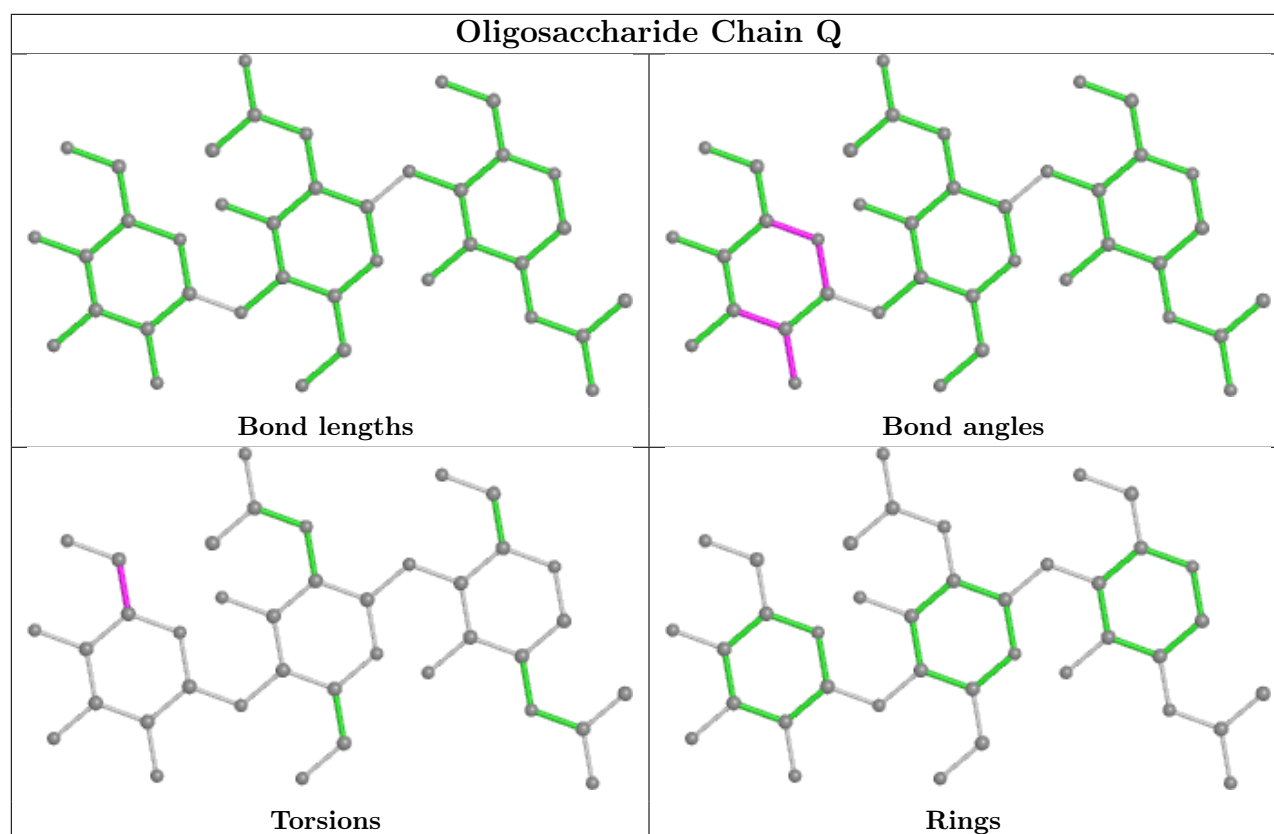 Oligosaccharide Chain Q
Bond lengths
Bond angles
Torsions
Rings